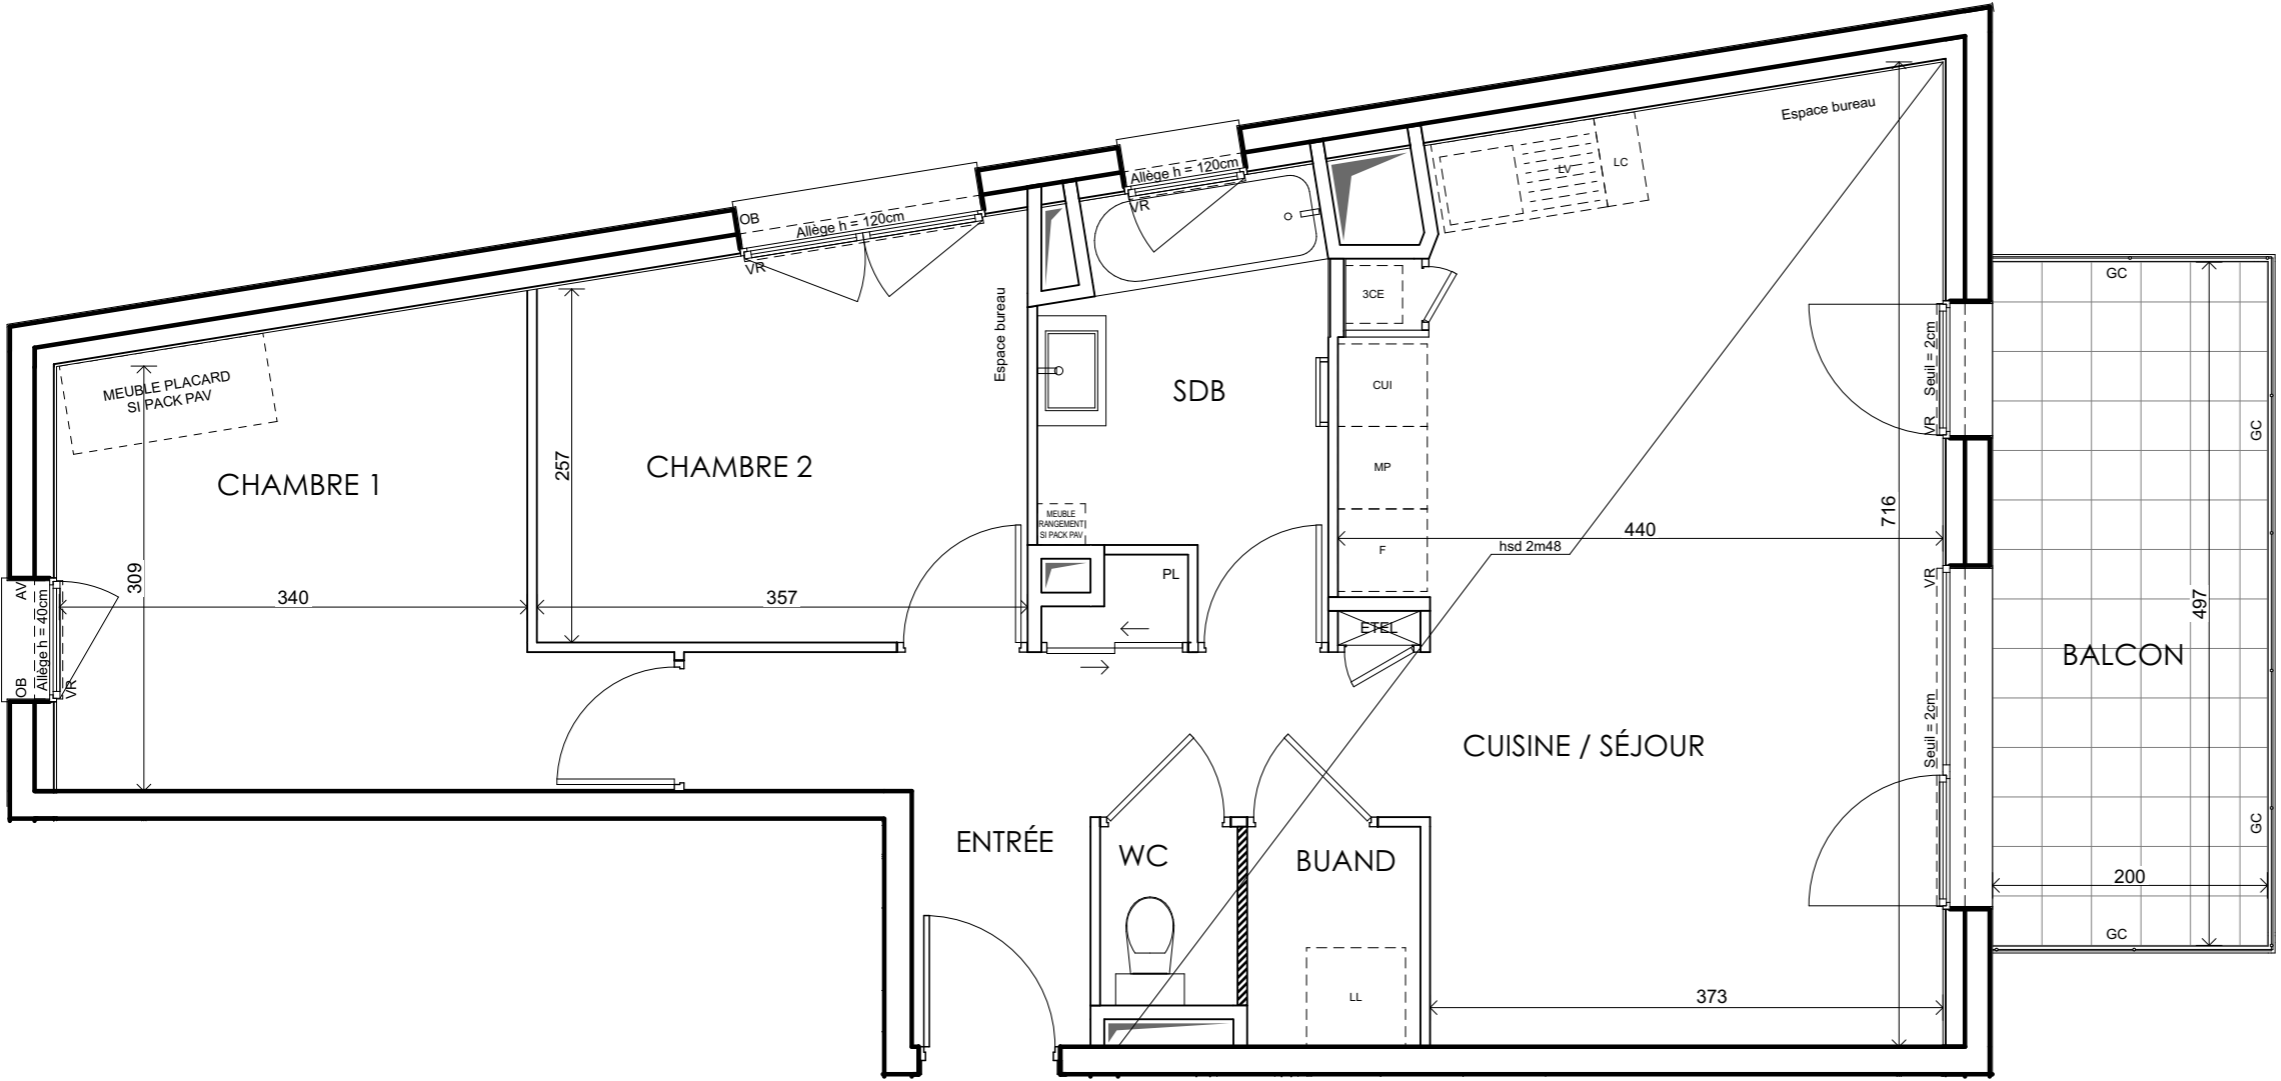 Espace bureau
LC
LV
Allège h = 120cm
VR
OB
Allège h = 120cm
VR
GC
3CE
Espace bureau
Seuil = 2cm
VR
MEUBLE PLACARD
SI PACK PAV
SDB
CUI
GC
CHAMBRE 1
257
CHAMBRE 2
MP
716
MEUBLE
RANGEMENT
SI PACK PAV
440
hsd 2m48
F
PL
AV
Allège h = 40cm
OB
VR
309
340
357
VR
497
ETEL
BALCON
Seuil = 2cm
CUISINE / SÉJOUR
ENTRÉE
WC
BUAND
GC
200
GC
LL
373